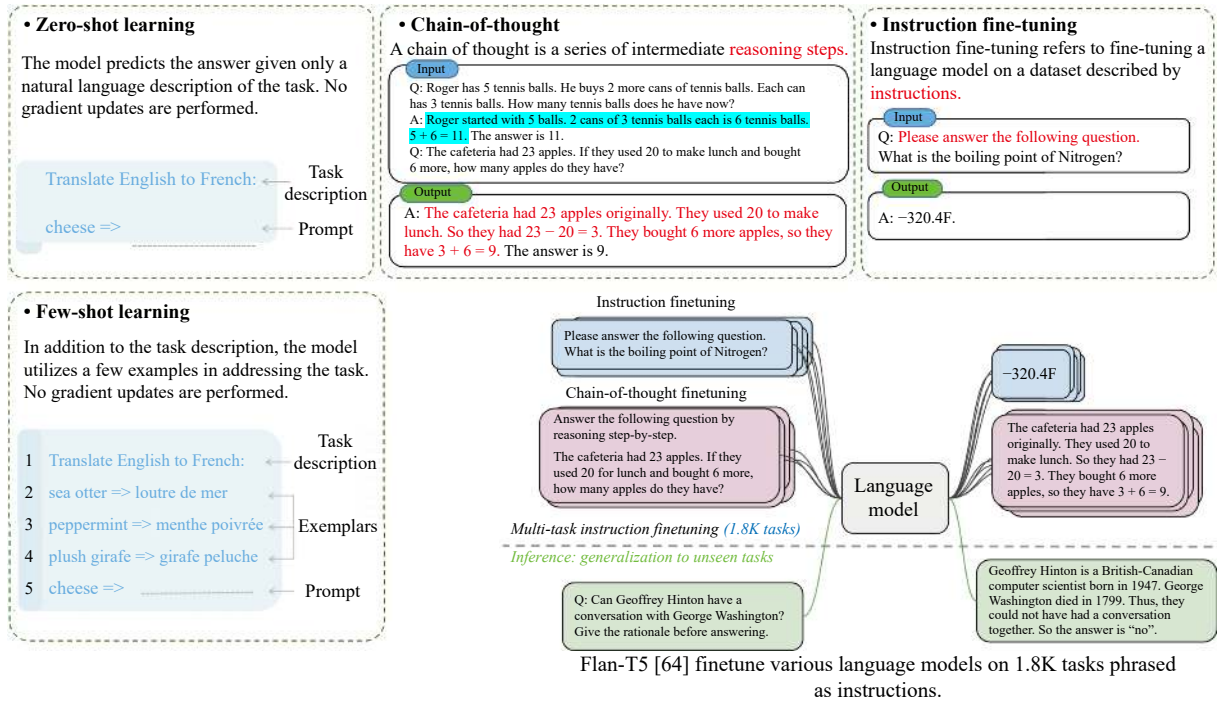 • Zero-shot learning
The model predicts the answer given only a
natural language description of the task. No
gradient updates are performed.
Translate English to French:
Task
description
cheese =>
Prompt
• Chain-of-thought
A chain of thought is a series of intermediate reasoning steps.
Input
Q: Roger has 5 tennis balls. He buys 2 more cans of tennis balls. Each can
has 3 tennis balls. How many tennis balls does he have now?
A: Roger started with 5 balls. 2 cans of 3 tennis balls each is 6 tennis balls.
5 + 6 = 11. The answer is 11.
Q: The cafeteria had 23 apples. If they used 20 to make lunch and bought
6 more, how many apples do they have?
Output
A: The cafeteria had 23 apples originally. They used 20 to make
lunch. So they had 23 − 20 = 3. They bought 6 more apples, so they
have 3 + 6 = 9. The answer is 9.
• Instruction fine-tuning
Instruction fine-tuning refers to fine-tuning a
language model on a dataset described by
instructions.
Input
Q: Please answer the following question.
What is the boiling point of Nitrogen?
Output
A: −320.4F.
• Few-shot learning
In addition to the task description, the model
utilizes a few examples in addressing the task.
No gradient updates are performed.
1 Translate English to French:
Task
description
2 sea otter => loutre de mer
3 peppermint => menthe poivrée
Exemplars
4 plush girafe => girafe peluche
5 cheese =>
Prompt
Instruction finetuning
Please answer the following question.
What is the boiling point of Nitrogen?
Chain-of-thought finetuning
Answer the following question by
reasoning step-by-step.
The cafeteria had 23 apples. If they
used 20 for lunch and bought 6 more,
how many apples do they have?
Language
model
−320.4F
The cafeteria had 23 apples
originally. They used 20 to
make lunch. So they had 23 −
20 = 3. They bought 6 more
apples, so they have 3 + 6 = 9.
Multi-task instruction finetuning (1.8K tasks)
Inference: generalization to unseen tasks
Q: Can Geoffrey Hinton have a
conversation with George Washington?
Give the rationale before answering.
Geoffrey Hinton is a British-Canadian
computer scientist born in 1947. George
Washington died in 1799. Thus, they
could not have had a conversation
together. So the answer is “no”.
Flan-T5 [64] finetune various language models on 1.8K tasks phrased
as instructions.